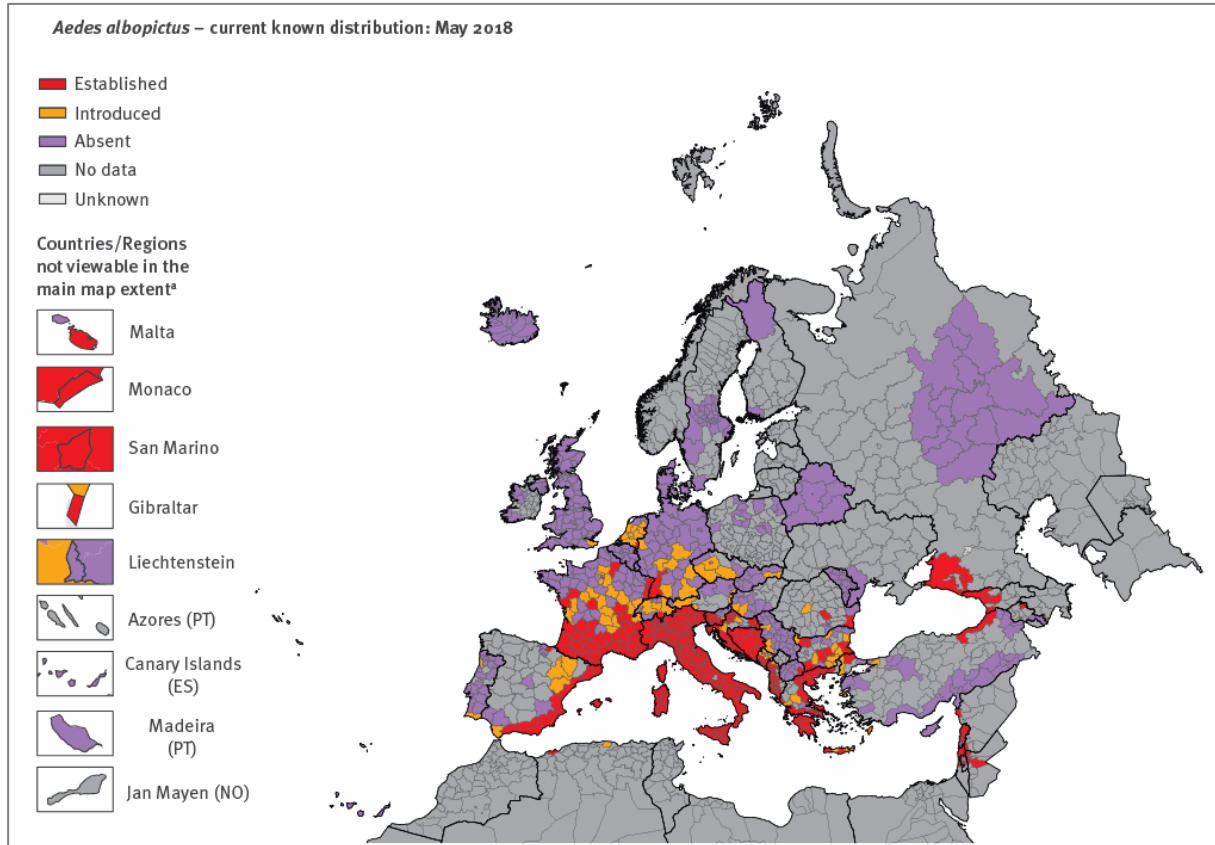 Aedes albopictus – current known distribution: May 2018
Established
Introduced
Absent
No data
Unknown
Countries/Regions
not viewable in the
main map extentª
Malta
Monaco
San Marino
Gibraltar
Liechtenstein
Azores (PT)
Canary Islands
(ES)
Madeira
(PT)
Jan Mayen (NO)